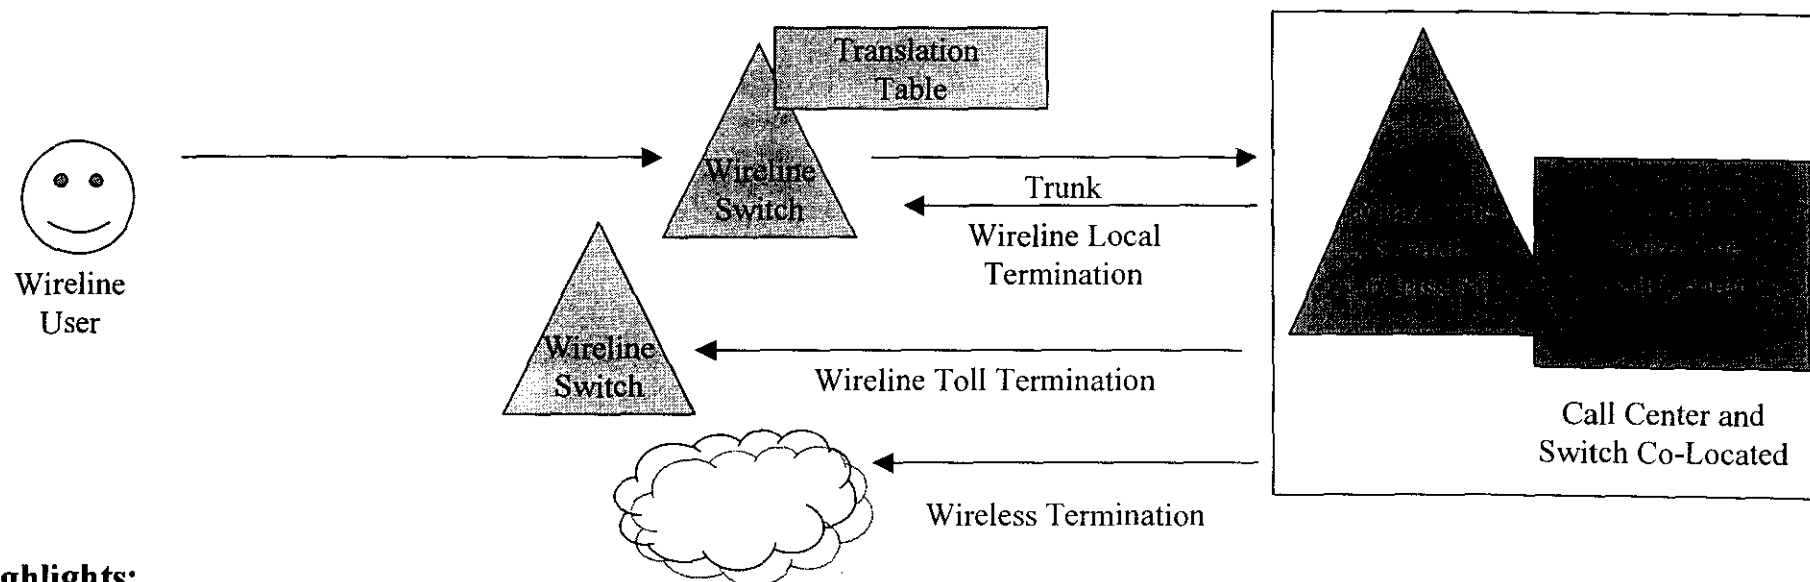 Translation
Table
Wireline
Switch
Trunk
Wireline Local
Termination
Wireline
User
Wireline
Switch
Wireline Toll Termination
Call Center and
Switch Co-Located
Wireless Termination
ghlights: